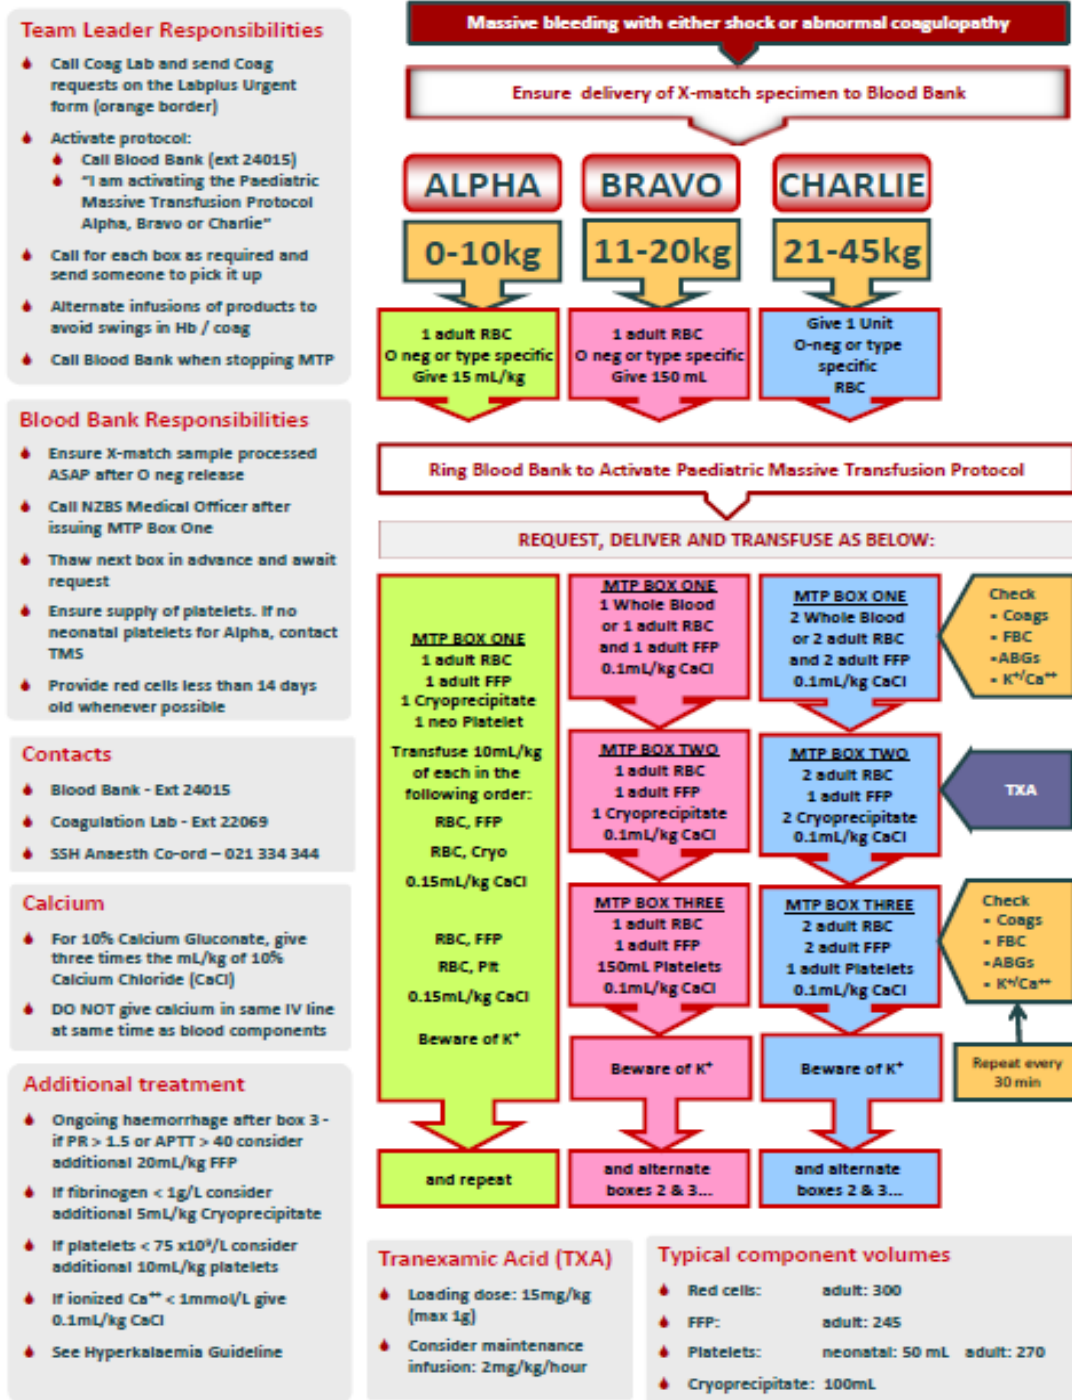 Team Leader Responsibilities
Call Coag Lab and send Coag
requests on the Labplus Urgent
form (orange border)
Activate protocol:
Call Blood Bank (ext 24015)
"I am activating the Paediatric
Massive Transfusion Protocol
Alpha, Bravo or Charlie"
Call for each box as required and
send someone to pick it up
Alternate infusions of products to
avoid swings in Hb / coag
Call Blood Bank when stopping MTP
Blood Bank Responsibilities
Ensure X-match sample processed
ASAP after O neg release
Call NZBS Medical Officer after
issuing MTP Box One
Thaw next box in advance and await
request
Ensure supply of platelets. If no
neonatal platelets for Alpha, contact
TMS
Provide red cells less than 14 days
old whenever possible
Contacts
Blood Bank - Ext 24015
Coagulation Lab - Ext 22069
SSH Anaesth Co-ord – 021 334 344
Calcium
For 10% Calcium Gluconate, give
three times the mL/kg of 10%
Calcium Chloride (CaCl)
DO NOT give calcium in same IV line
at same time as blood components
Additional treatment
Ongoing haemorrhage after box 3 -
if PR > 1.5 or APTT > 40 consider
additional 20mL/kg FFP
If fibrinogen < 1g/L consider
additional 5mL/kg Cryoprecipitate
If platelets < 75 x10⁹/L consider
additional 10mL/kg platelets
If ionized Ca⁺⁺ < 1mmol/L give
0.1mL/kg CaCl
See Hyperkalaemia Guideline
Massive bleeding with either shock or abnormal coagulopathy
Ensure delivery of X-match specimen to Blood Bank
ALPHA
0-10kg
1 adult RBC
O neg or type specific
Give 15 mL/kg
BRAVO
11-20kg
1 adult RBC
O neg or type specific
Give 150 mL
CHARLIE
21-45kg
Give 1 Unit
O-neg or type
specific
RBC
Ring Blood Bank to Activate Paediatric Massive Transfusion Protocol
REQUEST, DELIVER AND TRANSFUSE AS BELOW:
MTP BOX ONE
1 adult RBC
1 adult FFP
1 Cryoprecipitate
1 neo Platelet
Transfuse 10mL/kg
of each in the
following order:
RBC, FFP
RBC, Cryo
0.15mL/kg CaCl
RBC, FFP
RBC, Plt
0.15mL/kg CaCl
Beware of K⁺
and repeat
MTP BOX ONE
1 Whole Blood
or 1 adult RBC
and 1 adult FFP
0.1mL/kg CaCl
MTP BOX TWO
1 adult RBC
1 adult FFP
1 Cryoprecipitate
0.1mL/kg CaCl
MTP BOX THREE
1 adult RBC
1 adult FFP
150mL Platelets
0.1mL/kg CaCl
Beware of K⁺
and alternate
boxes 2 & 3...
MTP BOX ONE
2 Whole Blood
or 2 adult RBC
and 2 adult FFP
0.1mL/kg CaCl
MTP BOX TWO
2 adult RBC
1 adult FFP
2 Cryoprecipitate
0.1mL/kg CaCl
MTP BOX THREE
2 adult RBC
2 adult FFP
1 adult Platelets
0.1mL/kg CaCl
Beware of K⁺
and alternate
boxes 2 & 3...
Check
- Coags
- FBC
-ABGs
- K⁺/Ca⁺⁺
TXA
Check
- Coags
- FBC
-ABGs
- K⁺/Ca⁺⁺
Repeat every
30 min
Tranexamic Acid (TXA)
Loading dose: 15mg/kg
(max 1g)
Consider maintenance
infusion: 2mg/kg/hour
Typical component volumes
Red cells: adult: 300
FFP: adult: 245
Platelets: neonatal: 50 mL adult: 270
Cryoprecipitate: 100mL